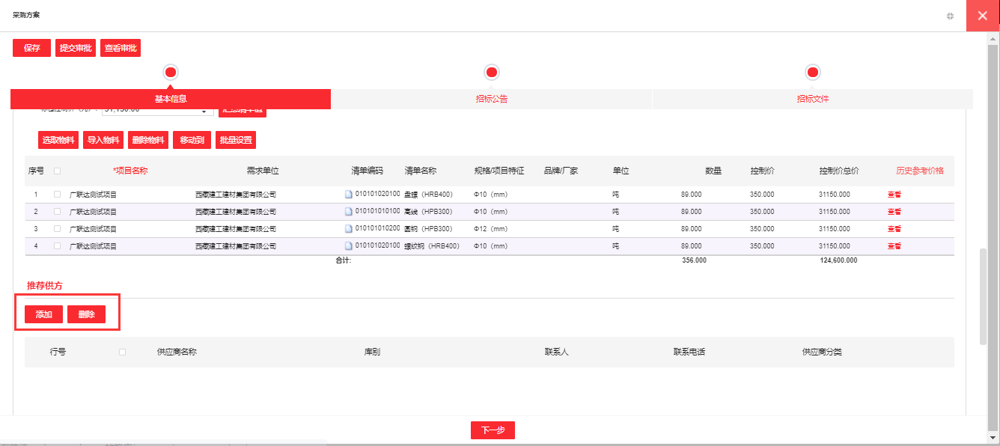 采购方案
保存 提交审批 查看审批
基本信息 招标公告 招标文件
选取物料 导入物料 删除物料 移动到 批量设置
序号 *项目名称 需求单位 清单编码 清单名称 规格/项目特征 品牌/厂家 单位 数量 控制价 控制价总价 历史参考价格
1 广联达测试项目 西藏建工建材集团有限公司 010101020100 盘螺（HRB400） Φ10（mm） 吨 89.000 350.000 31150.000 查看
2 广联达测试项目 西藏建工建材集团有限公司 010101010100 高线（HPB300） Φ10（mm） 吨 89.000 350.000 31150.000 查看
3 广联达测试项目 西藏建工建材集团有限公司 010101010200 圆钢（HPB300） Φ12（mm） 吨 89.000 350.000 31150.000 查看
4 广联达测试项目 西藏建工建材集团有限公司 010101020100 螺纹钢（HRB400） Φ10（mm） 吨 89.000 350.000 31150.000 查看
合计: 356.000 124,600.000
推荐供方
添加 删除
行号 供应商名称 库别 联系人 联系电话 供应商分类
下一步